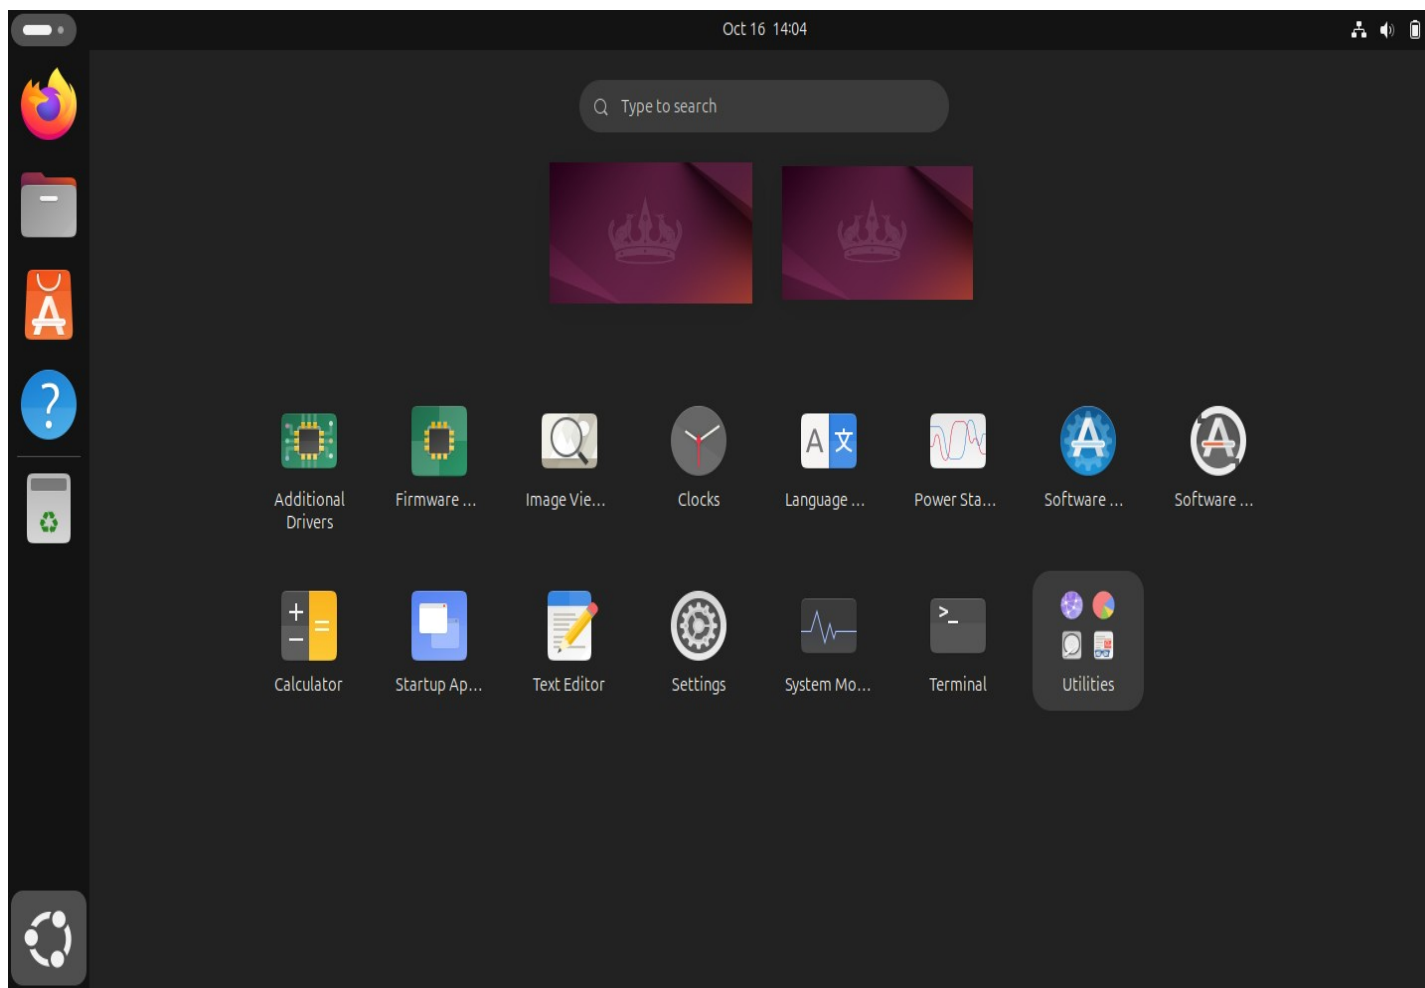 Oct 16 14:04
Type to search
Additional
Drivers
Firmware ...
Image Vie...
Clocks
Language ...
Power Sta...
Software ...
Software ...
Calculator
Startup Ap...
Text Editor
Settings
System Mo...
Terminal
Utilities